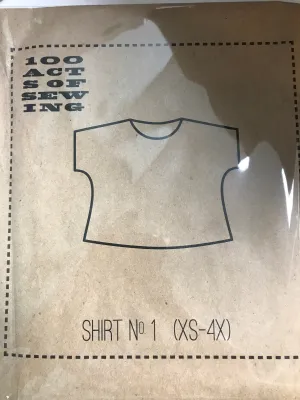 100
ACT
S OF
SEW
ING
SHIRT Nº 1 (XS-4X)